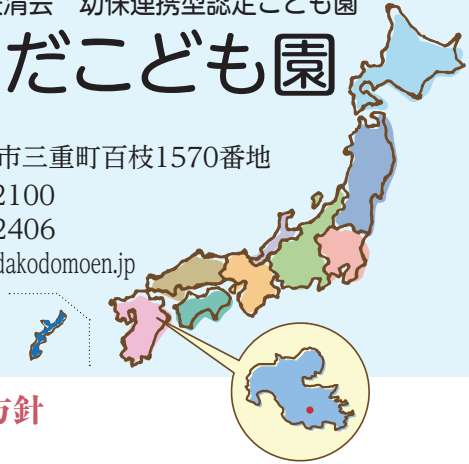 清会 幼保連携型認定こども園
だこども園
市三重町百枝1570番地
2100
2406
dakodomoen.jp
方針